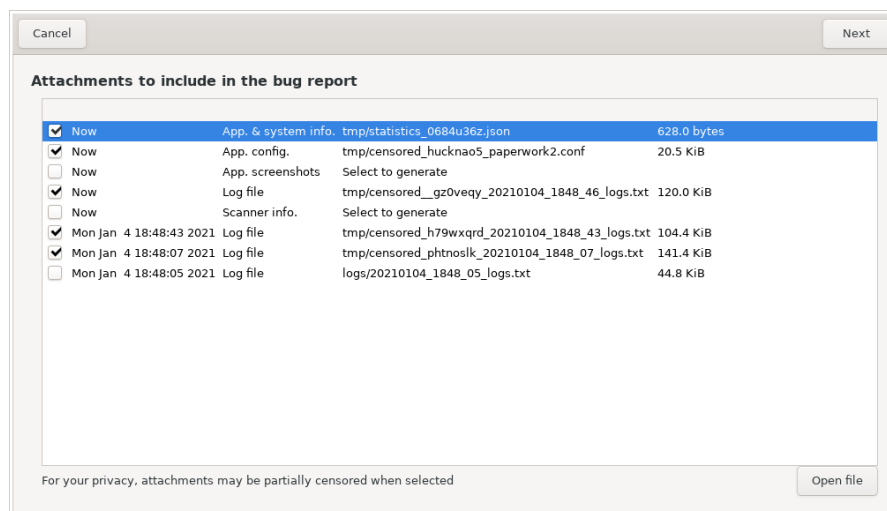 Cancel Next
Attachments to include in the bug report
Now App. & system info. tmp/statistics_0684u36z.json 628.0 bytes
Now App. config. tmp/censored_hucknao5_paperwork2.conf 20.5 KiB
Now App. screenshots Select to generate
Now Log file tmp/censored__gz0veqy_20210104_1848_46_logs.txt 120.0 KiB
Now Scanner info. Select to generate
Mon Jan 4 18:48:43 2021 Log file tmp/censored_h79wxqrd_20210104_1848_43_logs.txt 104.4 KiB
Mon Jan 4 18:48:07 2021 Log file tmp/censored_phtnoslk_20210104_1848_07_logs.txt 141.4 KiB
Mon Jan 4 18:48:05 2021 Log file logs/20210104_1848_05_logs.txt 44.8 KiB
For your privacy, attachments may be partially censored when selected Open file